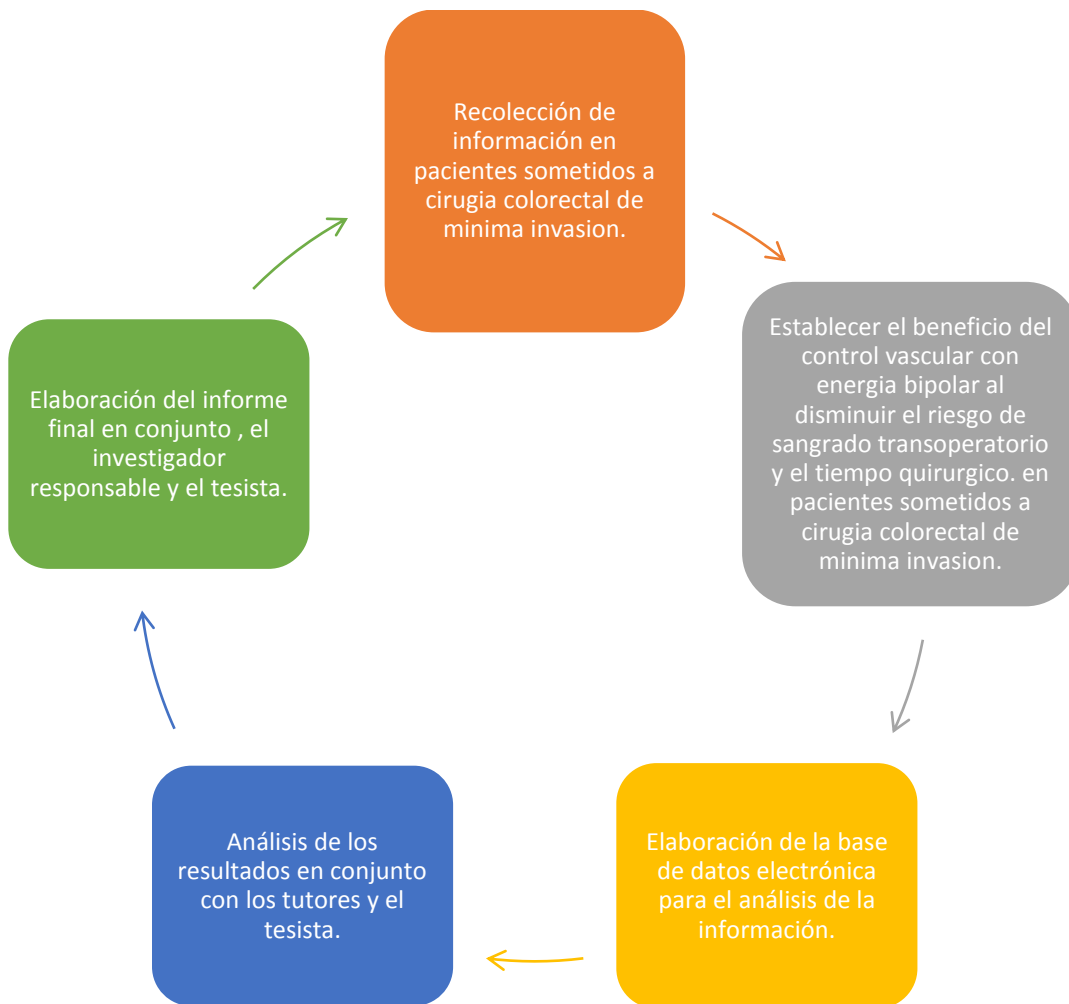 Recolección de
información en
pacientes sometidos a
cirugia colorectal de
minima invasion.
Establecer el beneficio del
control vascular con
energia bipolar al
disminuir el riesgo de
sangrado transoperatorio
y el tiempo quirurgico. en
pacientes sometidos a
cirugia colorectal de
minima invasion.
Elaboración de la base
de datos electrónica
para el análisis de la
información.
Análisis de los
resultados en conjunto
con los tutores y el
tesista.
Elaboración del informe
final en conjunto , el
investigador
responsable y el tesista.